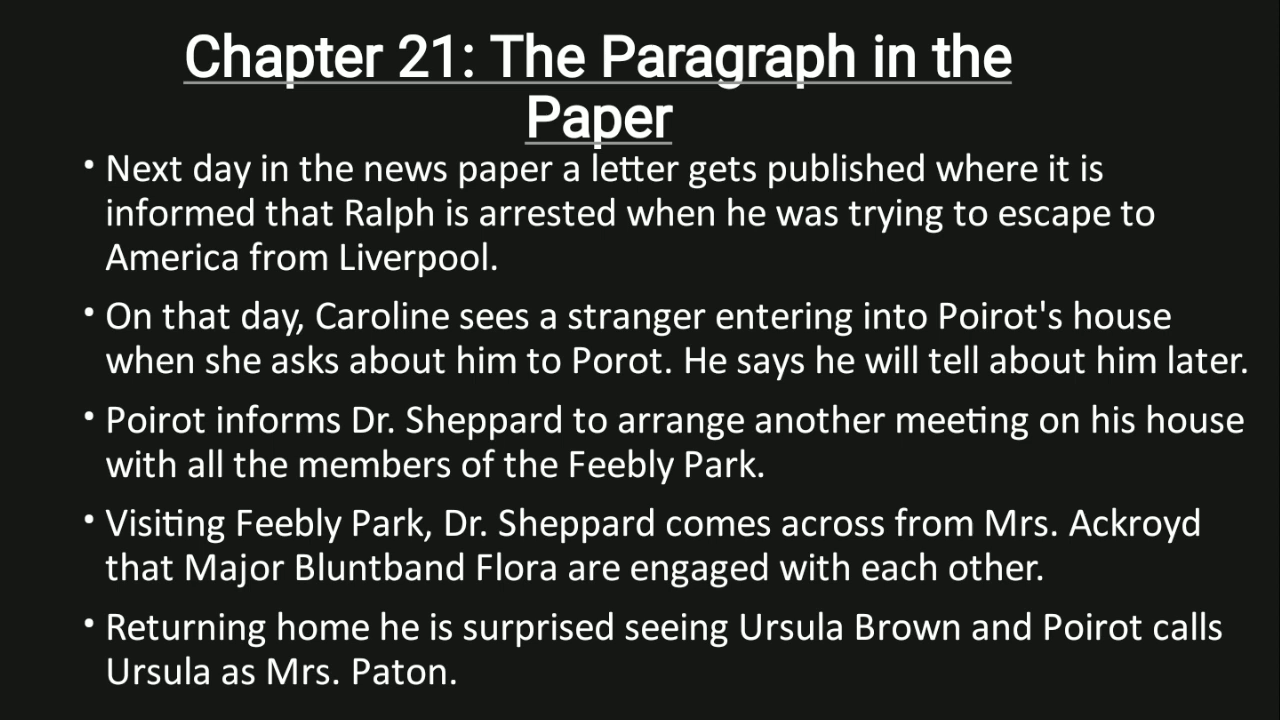 Chapter 21: The Paragraph in the
Paper
• Next day in the news paper a letter gets published where it is
informed that Ralph is arrested when he was trying to escape to
America from Liverpool.
• On that day, Caroline sees a stranger entering into Poirot's house
when she asks about him to Porot. He says he will tell about him later.
• Poirot informs Dr. Sheppard to arrange another meeting on his house
with all the members of the Feebly Park.
• Visiting Feebly Park, Dr. Sheppard comes across from Mrs. Ackroyd
that Major Bluntband Flora are engaged with each other.
• Returning home he is surprised seeing Ursula Brown and Poirot calls
Ursula as Mrs. Paton.